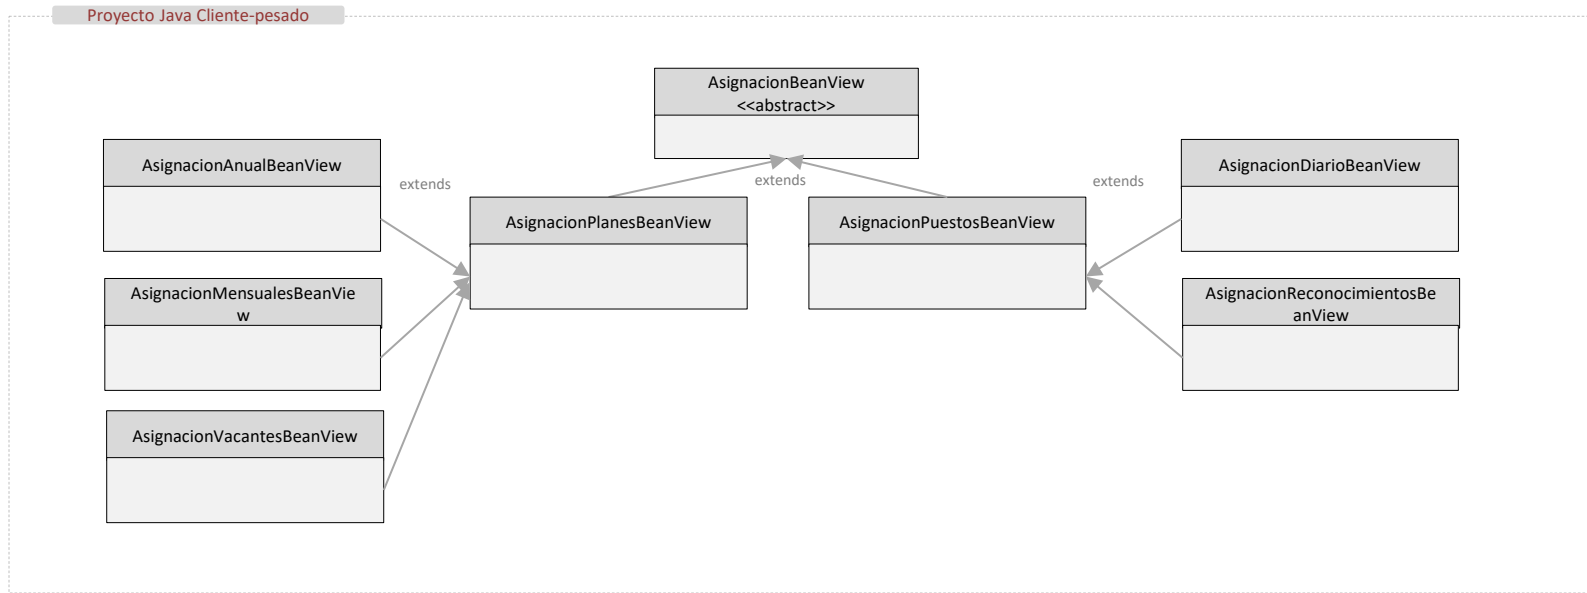 Proyecto Java Cliente-pesado
AsignacionBeanView
<<abstract>>
AsignacionAnualBeanView
AsignacionDiarioBeanView
extends
extends
extends
AsignacionPlanesBeanView
AsignacionPuestosBeanView
AsignacionMensualesBeanVie
w
AsignacionReconocimientosBe
anView
AsignacionVacantesBeanView